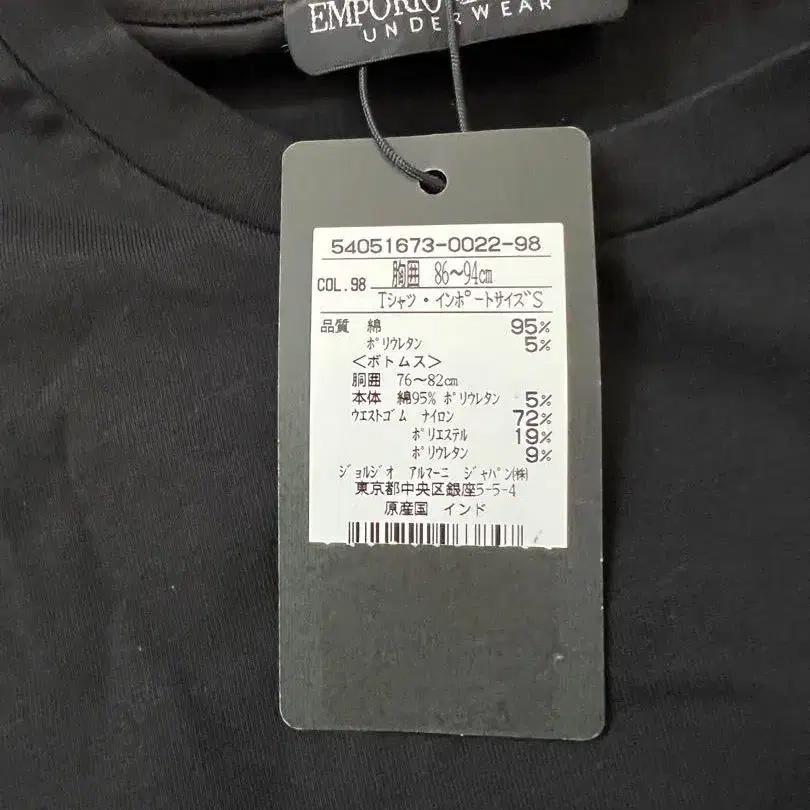 EMPORIO
UNDERWEAR
54051673-0022-98
COL.98 胸囲 86〜94cm
Tシャツ・インポートサイズS
品質 綿 95%
ポリウレタン 5%
<ボトムス>
胴囲 76〜82cm
本体 綿95% ポリウレタン 5%
ウエストゴム ナイロン 72%
ポリエステル 19%
ポリウレタン 9%
ジョルジオ アルマーニ ジャパン(株)
東京都中央区銀座5-5-4
原産国 インド